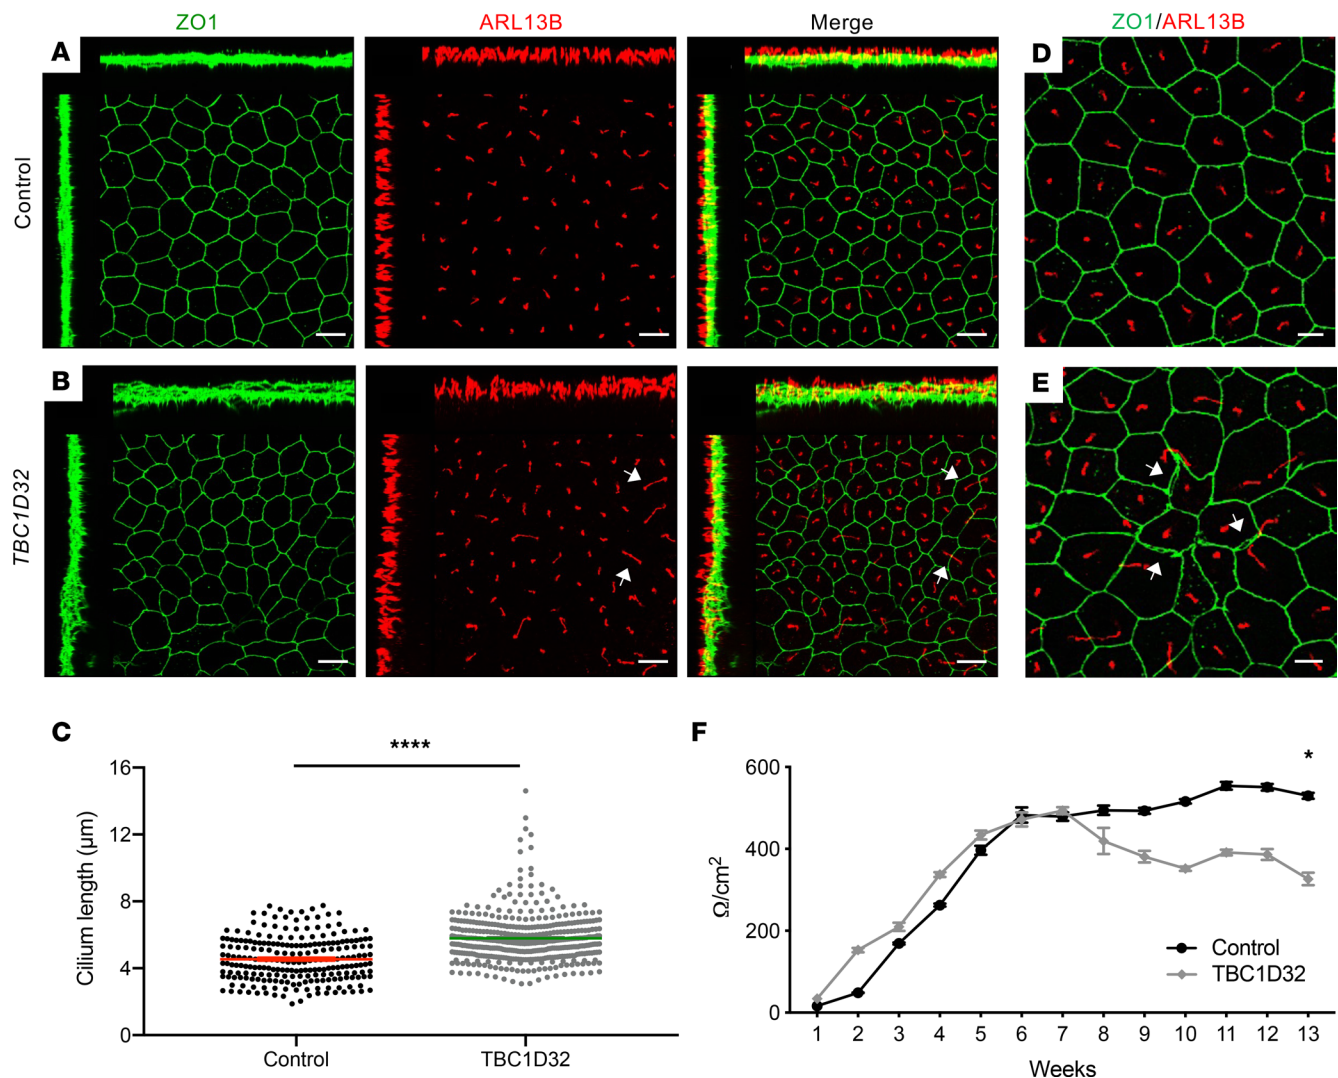 ZO1 ARL13B Merge ZO1/ARL13B
A D
Control
B E
TBC1D32
C
****
Cilium length (µm)
16
12
8
4
0
Control TBC1D32
F
*
Ω/cm²
600
400
200
0
Control
TBC1D32
1 2 3 4 5 6 7 8 9 10 11 12 13
Weeks